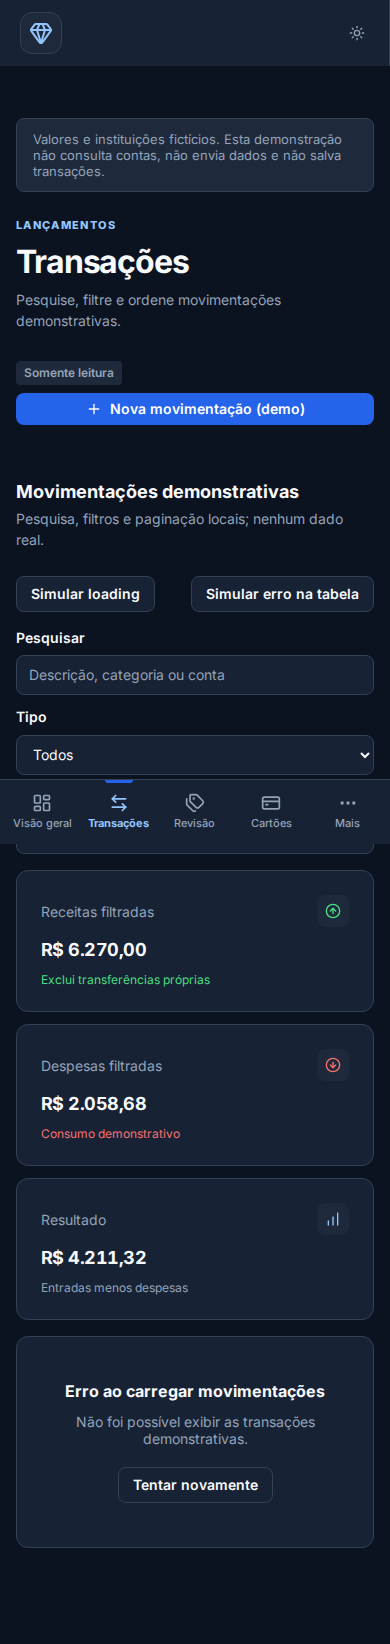 Valores e instituições fictícios. Esta demonstração
não consulta contas, não envia dados e não salva
transações.
LANÇAMENTOS
Transações
Pesquise, filtre e ordene movimentações
demonstrativas.
Somente leitura
Nova movimentação (demo)
Movimentações demonstrativas
Pesquisa, filtros e paginação locais; nenhum dado
real.
Simular loading
Simular erro na tabela
Pesquisar
Descrição, categoria ou conta
Tipo
Todos
Visão geral
Transações
Revisão
Cartões
Mais
Receitas filtradas
R$ 6.270,00
Exclui transferências próprias
Despesas filtradas
R$ 2.058,68
Consumo demonstrativo
Resultado
R$ 4.211,32
Entradas menos despesas
Erro ao carregar movimentações
Não foi possível exibir as transações
demonstrativas.
Tentar novamente